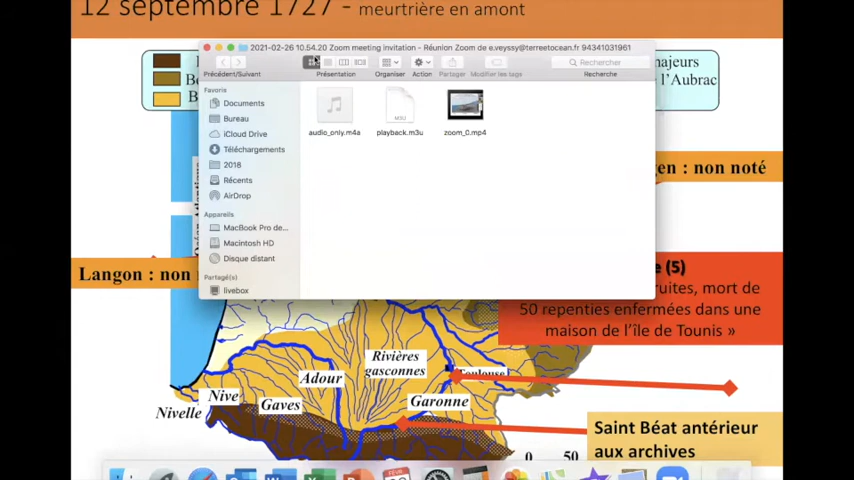 12 septembre 1727 - meurtrière en amont
2021-02-26 10.54.20 Zoom meeting invitation - Réunion Zoom de e.veyssy@terreetocean.fr 94341031961
Précédent/Suivant Présentation Organiser Action Partager Modifier les tags Recherche
Rechercher
majeurs
l'Aubrac
Favoris
Documents
Bureau
iCloud Drive
Téléchargements
2018
Récents
AirDrop
Appareils
MacBook Pro de...
Macintosh HD
Disque distant
Partagé(s)
livebox
M3U
audio_only.m4a playback.m3u zoom_0.mp4
gen : non noté
Langon : non
e (5)
ruites, mort de
50 repenties enfermées dans une
maison de l'île de Tounis »
Rivières
gasconnes
Toulouse
Adour
Nive
Gaves
Garonne
Nivelle
Saint Béat antérieur
aux archives
0 50